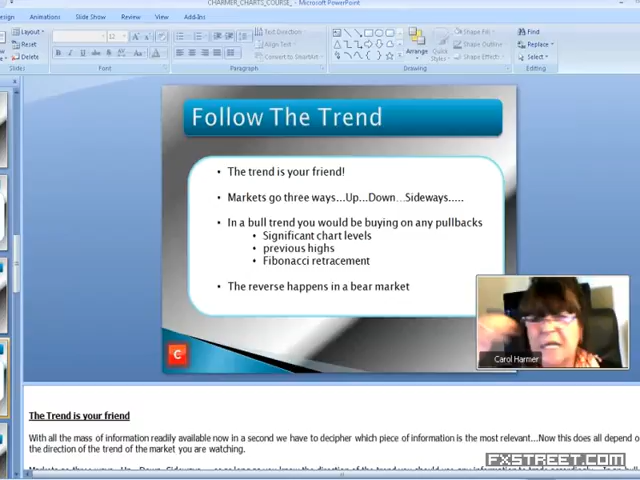 CHARMER_CHARTS_COURSE_ - Microsoft PowerPoint
Animations Slide Show Review View Add-Ins
Layout
Reset
Delete
Slides
Font
Text Direction
Align Text
Convert to SmartArt
Paragraph
Arrange
Quick Styles
Shape Fill
Shape Outline
Shape Effects
Drawing
Find
Replace
Select
Editing
Follow The Trend
• The trend is your friend!
• Markets go three ways...Up...Down...Sideways.....
• In a bull trend you would be buying on any pullbacks
• Significant chart levels
• previous highs
• Fibonacci retracement
• The reverse happens in a bear market
C
Carol Harmer
The Trend is your friend
With all the mass of information readily available now in a second we have to decipher which piece of information is the most relevant...Now this does all depend o
the direction of the trend of the market you are watching.
FXSTREET.COM